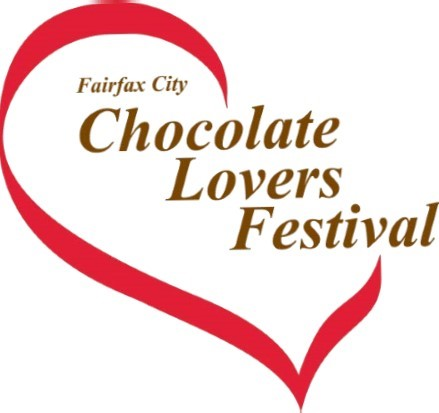 Fairfax City
Chocolate
Lovers
Festival